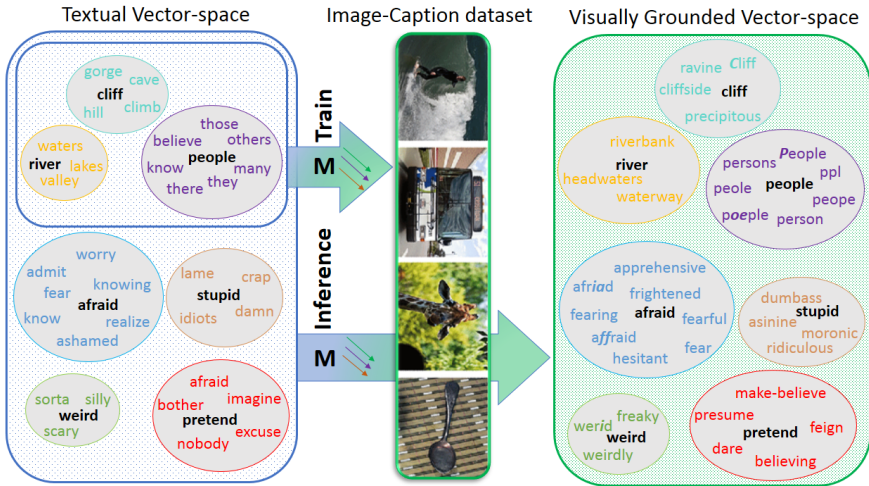 Textual Vector-space
gorge
cave
cliff
hill
climb
waters
river
lakes
valley
those
believe
others
people
know
many
there
they
worry
admit
knowing
fear
afraid
know
realize
ashamed
lame
crap
stupid
idiots
damn
sorta
silly
weird
scary
afraid
bother
imagine
pretend
nobody
excuse
Train
M
Inference
M
Image-Caption dataset
Visually Grounded Vector-space
ravine
Cliff
cliffside
cliff
precipitous
riverbank
river
headwaters
waterway
persons
People
ppl
peole
people
peope
poeple
person
apprehensive
afriad
frightened
fearing
afraid
fearful
affraid
hesitant
fear
dumbass
stupid
asinine
moronic
ridiculous
werid
freaky
weird
weirdly
make-believe
presume
pretend
feign
dare
believing